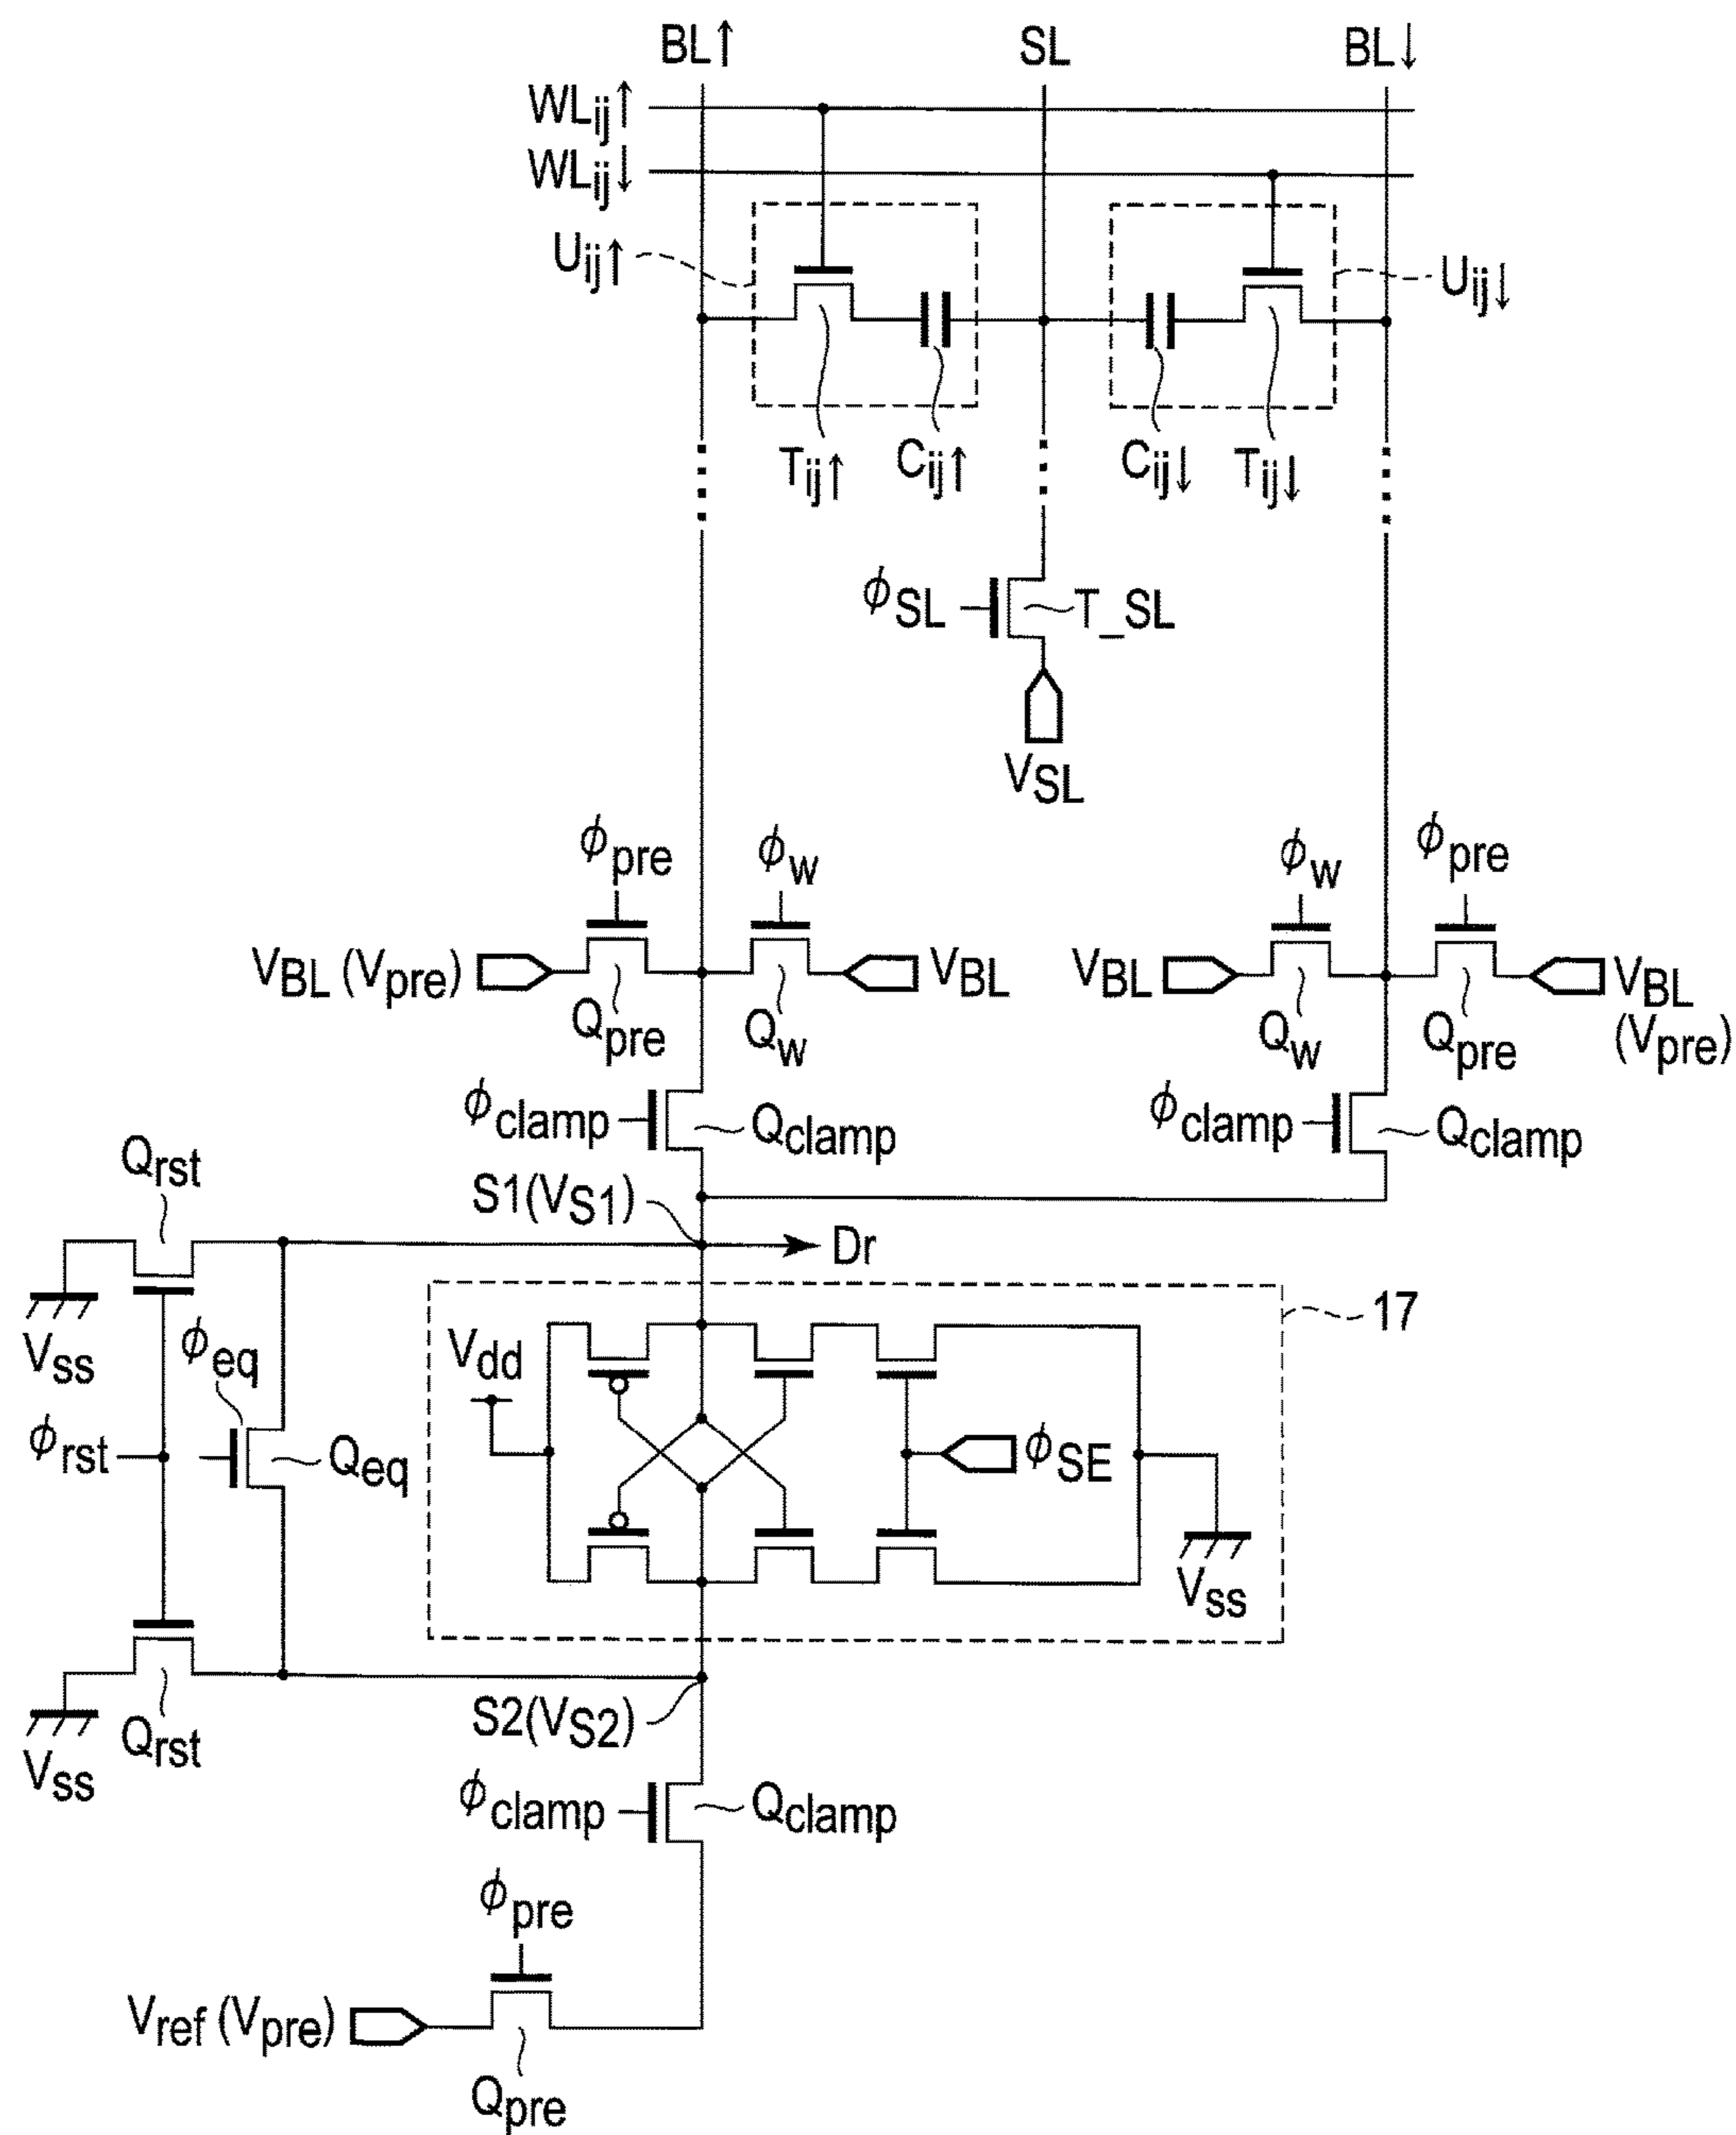 BL↑ SL BL↓
WLij↑
WLij↓
Uij↑ Uij↓
Tij↑ Cij↑ Cij↓ Tij↓
ϕSL T_SL
VSL
ϕpre ϕw ϕw ϕpre
VBL (Vpre) VBL VBL VBL
(Vpre)
Qpre Qw Qw Qpre
ϕclamp Qclamp ϕclamp Qclamp
Qrst
S1(VS1)
Dr
17
Vss ϕeq Vdd
ϕrst Qeq ϕSE
Vss
Vss Qrst S2(VS2)
ϕclamp Qclamp
ϕpre
Vref (Vpre)
Qpre